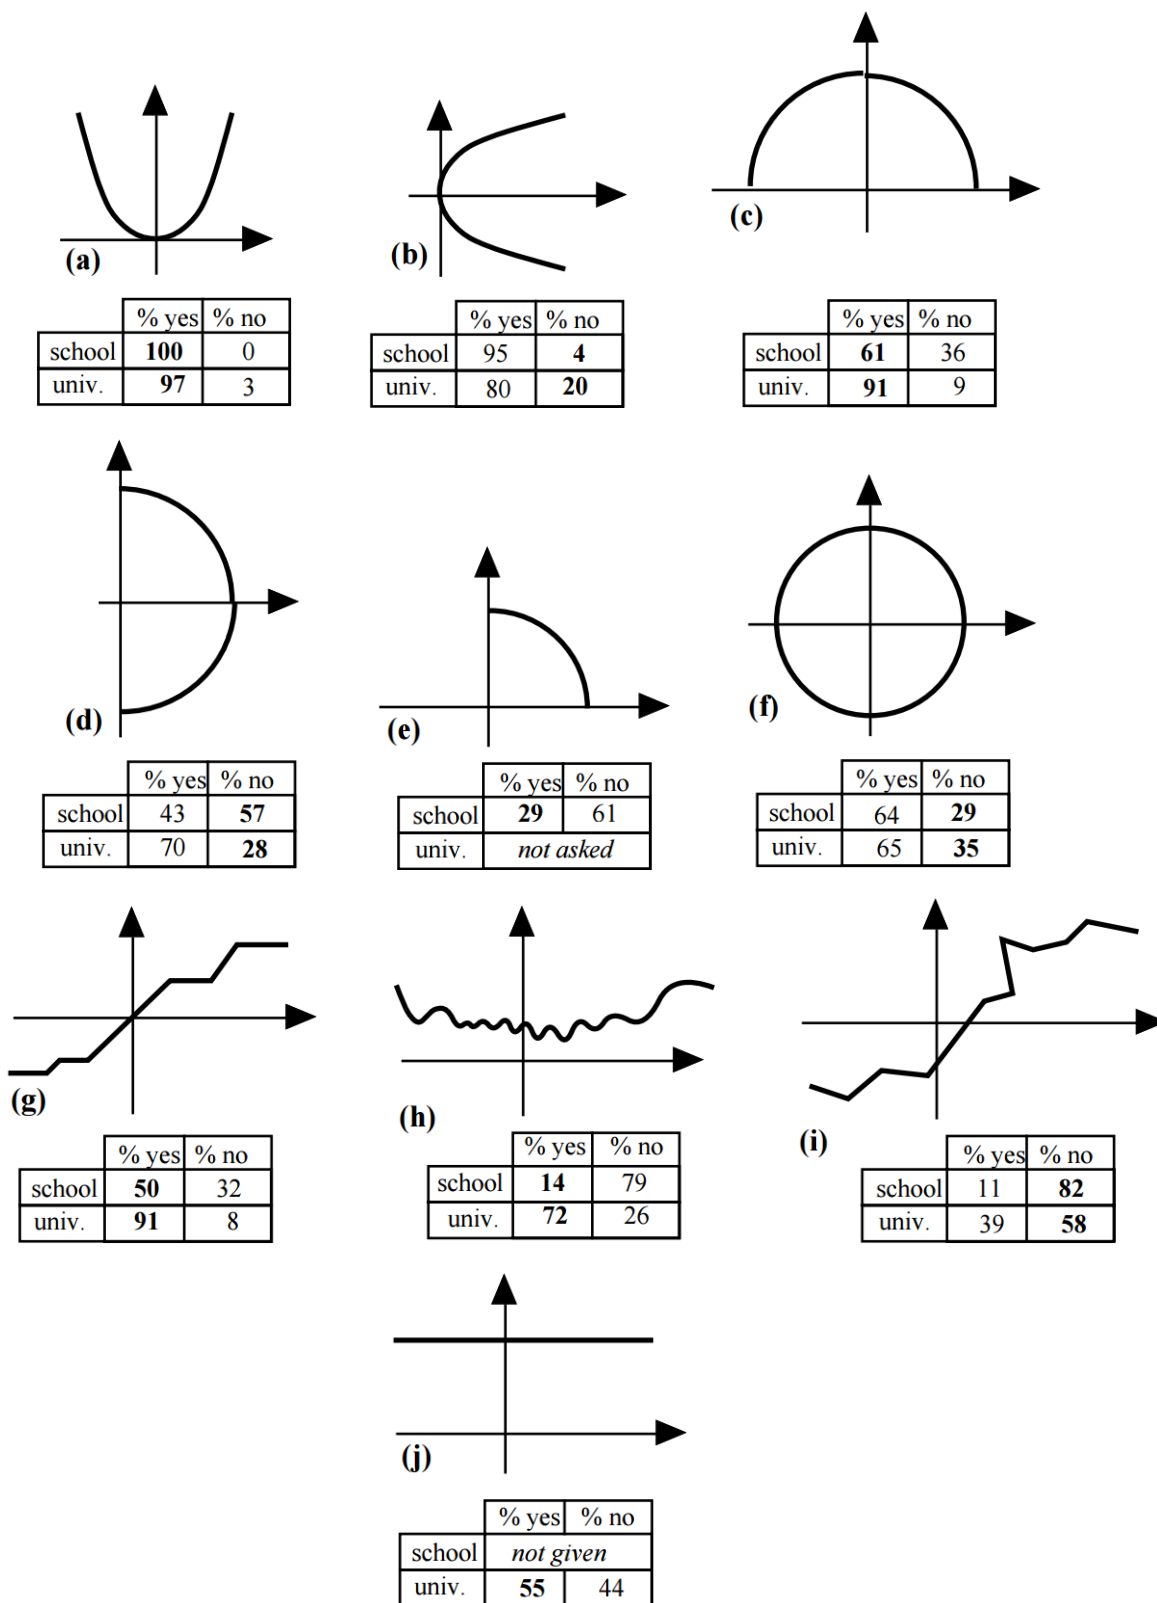 (a)
(b)
(c)
% yes % no
school 100 0
univ. 97 3
% yes % no
school 95 4
univ. 80 20
% yes % no
school 61 36
univ. 91 9
(d)
(e)
(f)
% yes % no
school 43 57
univ. 70 28
% yes % no
school 29 61
univ. not asked
% yes % no
school 64 29
univ. 65 35
(g)
(h)
(i)
% yes % no
school 50 32
univ. 91 8
% yes % no
school 14 79
univ. 72 26
% yes % no
school 11 82
univ. 39 58
(j)
% yes % no
school not given
univ. 55 44